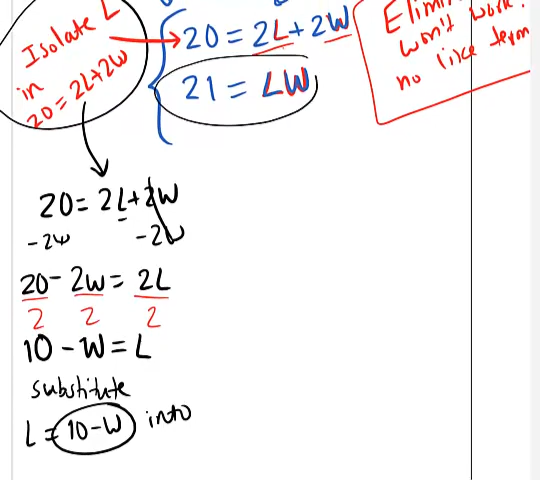 Isolate L
in
20 = 2L+2W
20 = 2L+2W
21 = LW
won't work!
no like term
20 = 2L+2W
-2W -2W
20 - 2W = 2L
2 2 2
10 - W = L
substitute
L = 10-W into